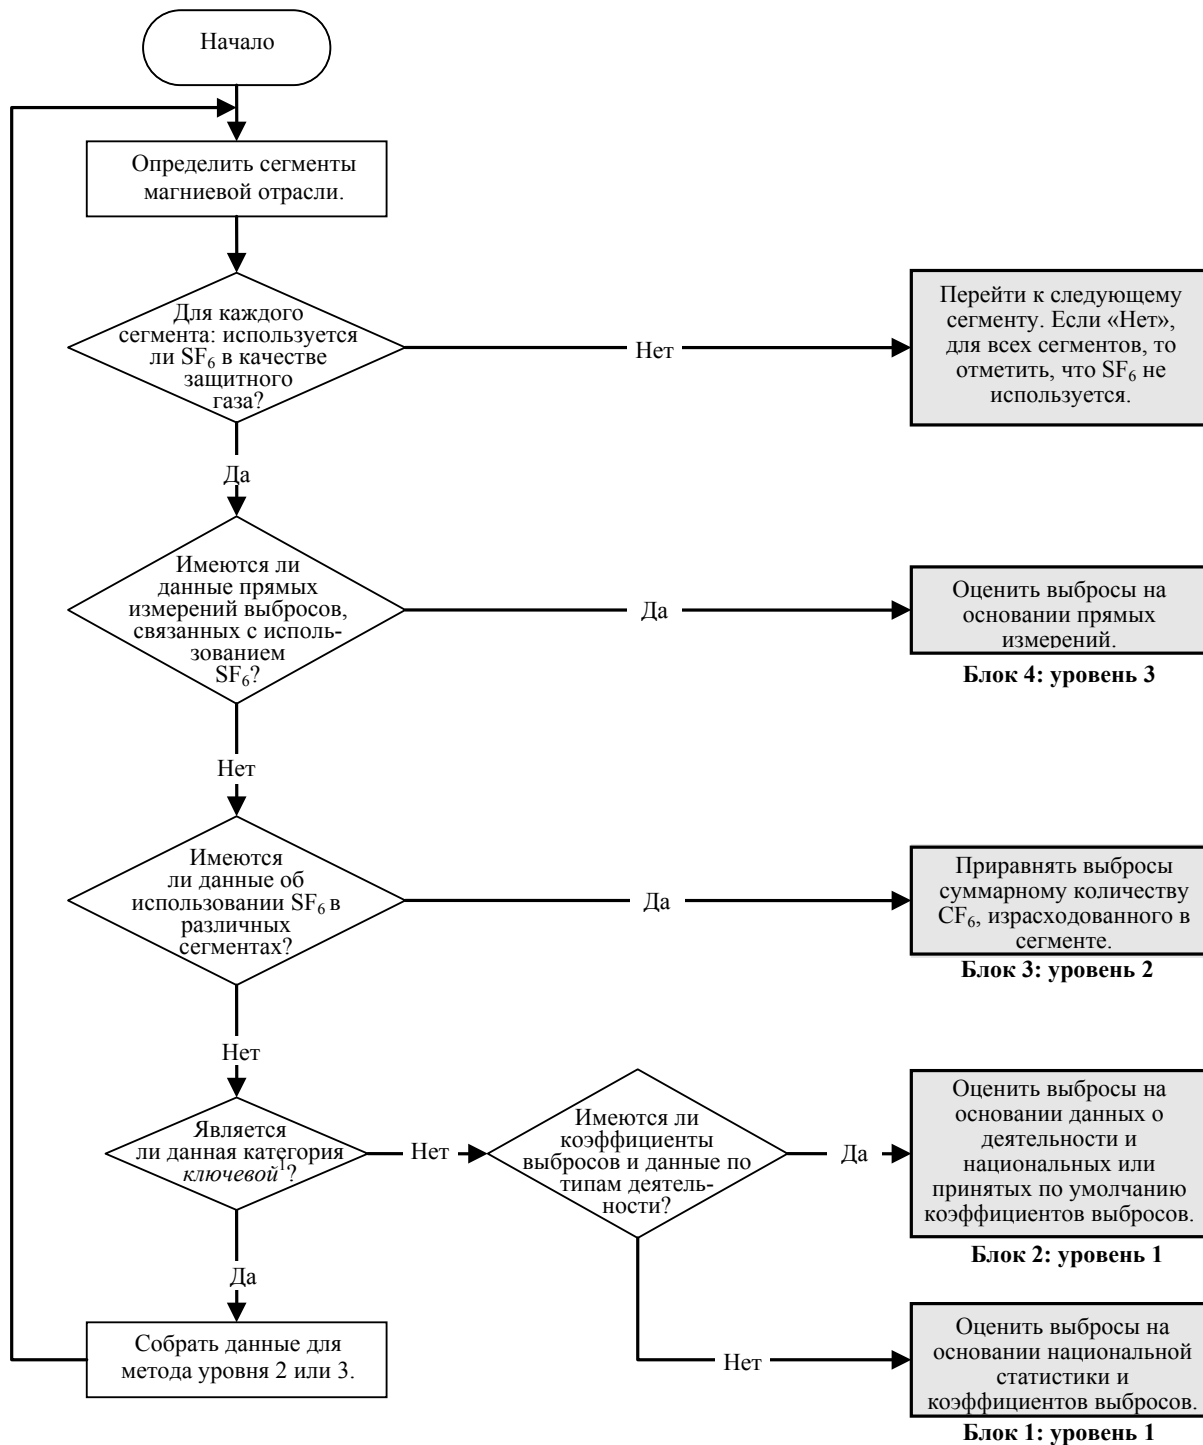 Начало
Определить сегменты
магниевой отрасли.
Для каждого
сегмента: используется
ли SF₆ в качестве
защитного
газа?
Нет
Перейти к следующему
сегменту. Если «Нет»,
для всех сегментов, то
отметить, что SF₆ не
используется.
Да
Имеются ли
данные прямых
измерений выбросов,
связанных с исполь-
зованием
SF₆?
Да
Оценить выбросы на
основании прямых
измерений.
Блок 4: уровень 3
Нет
Имеются
ли данные об
использовании SF₆ в
различных
сегментах?
Да
Приравнять выбросы
суммарному количеству
CF₆, израсходованного в
сегменте.
Блок 3: уровень 2
Нет
Является
ли данная категория
ключевой¹?
Нет
Имеются ли
коэффициенты
выбросов и данные по
типам деятель-
ности?
Да
Оценить выбросы на
основании данных о
деятельности и
национальных или
принятых по умолчанию
коэффициентов выбросов.
Блок 2: уровень 1
Да
Собрать данные для
метода уровня 2 или 3.
Нет
Оценить выбросы на
основании национальной
статистики и
коэффициентов выбросов.
Блок 1: уровень 1